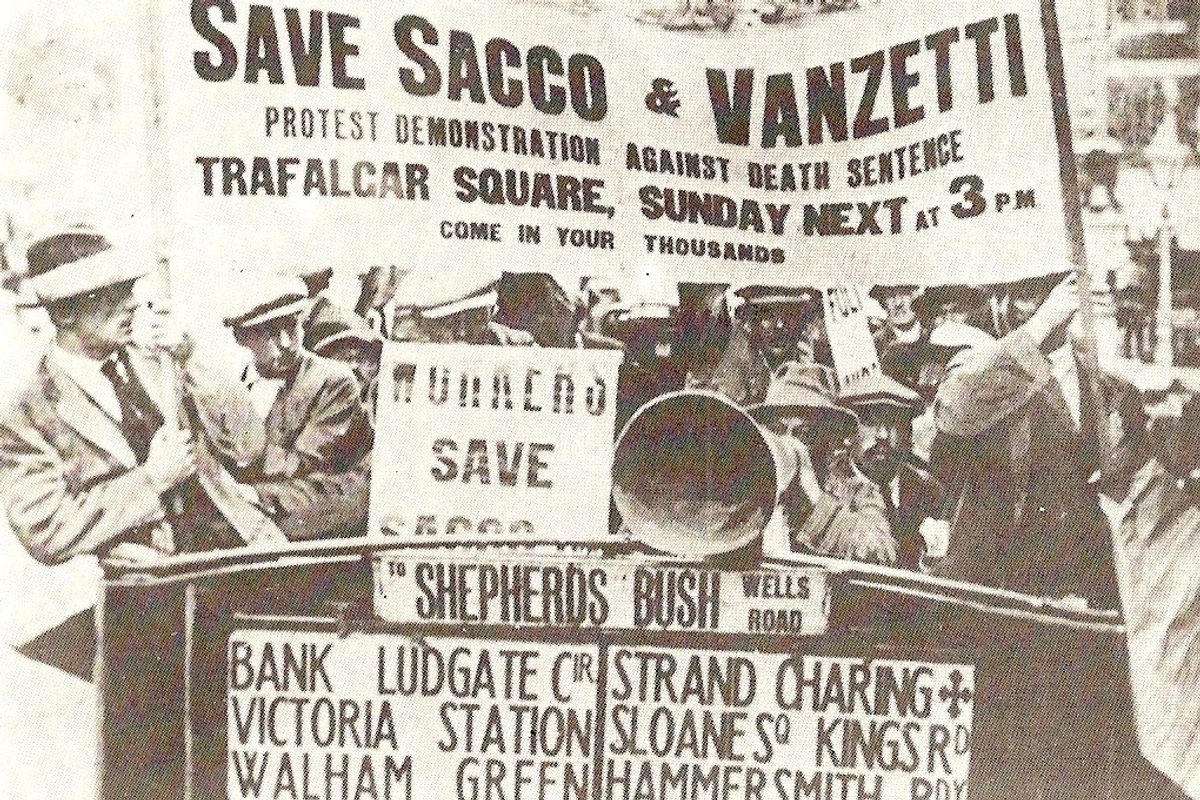 SAVE SACCO & VANZETTI
PROTEST DEMONSTRATION AGAINST DEATH SENTENCE
TRAFALGAR SQUARE, SUNDAY NEXT AT 3 P.M.
COME IN YOUR THOUSANDS
WORKERS
SAVE
SACCO
TO SHEPHERDS BUSH WELLS ROAD
BANK LUDGATE CIR. STRAND CHARING ✠
VICTORIA STATION SLOANE SQ KINGS RD
WALHAM GREEN HAMMERSMITH BDY